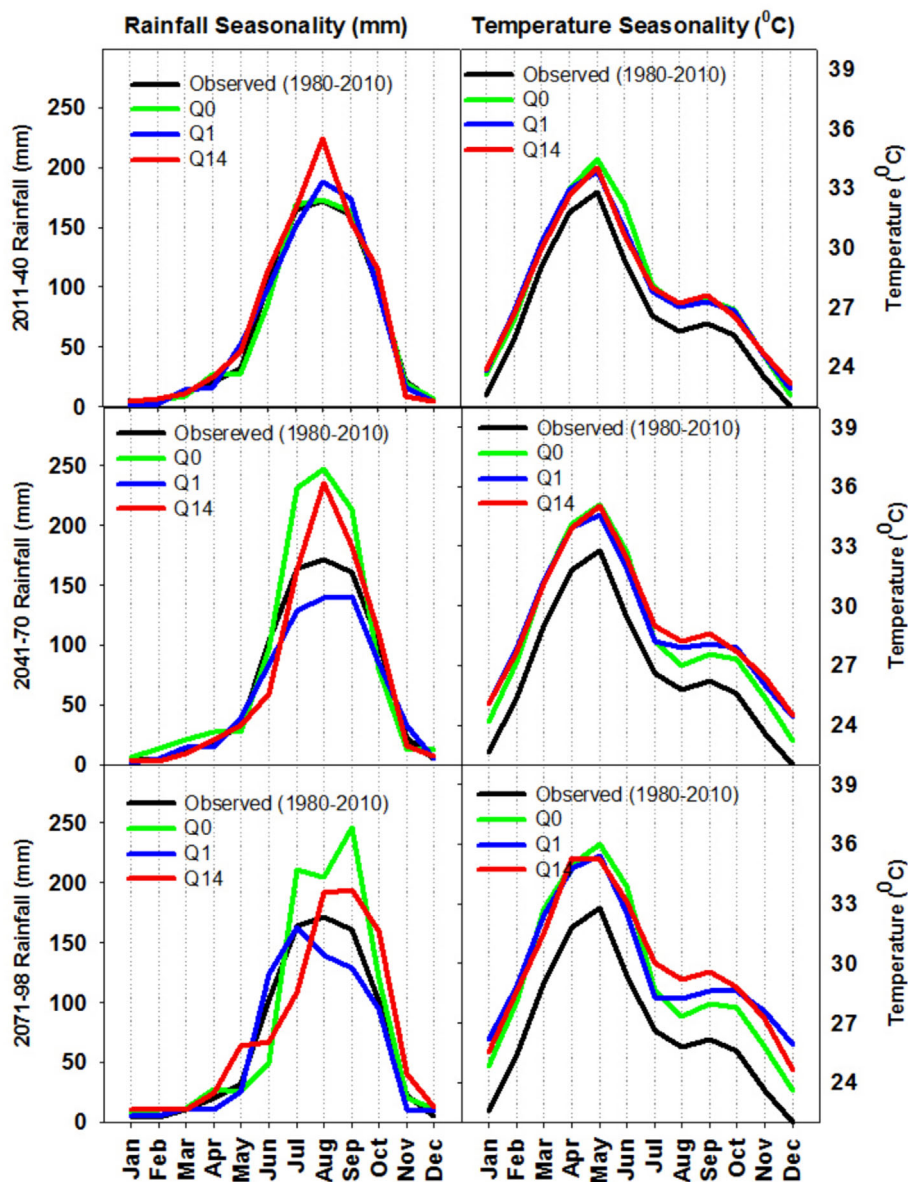 Rainfall Seasonality (mm)
Temperature Seasonality (⁰C)
2011-40 Rainfall (mm)
250
200
150
100
50
0
Observed (1980-2010)
Q0
Q1
Q14
Observed (1980-2010)
Q0
Q1
Q14
39
36
33
30
27
24
Temperature (⁰C)
2041-70 Rainfall (mm)
250
200
150
100
50
0
Obsereved (1980-2010)
Q0
Q1
Q14
Observed (1980-2010)
Q0
Q1
Q14
39
36
33
30
27
24
Temperature (⁰C)
2071-98 Rainfall (mm)
250
200
150
100
50
0
Observed (1980-2010)
Q0
Q1
Q14
Observed (1980-2010)
Q0
Q1
Q14
39
36
33
30
27
24
Temperature (⁰C)
Jan Feb Mar Apr May Jun Jul Aug Sep Oct Nov Dec
Jan Feb Mar Apr May Jun Jul Aug Sep Oct Nov Dec